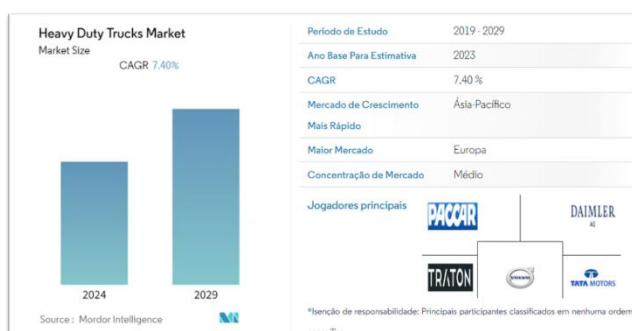 Heavy Duty Trucks Market
Market Size
CAGR 7.40%
2024
2029
Source : Mordor Intelligence
Período de Estudo 2019 - 2029
Ano Base Para Estimativa 2023
CAGR 7.40 %
Mercado de Crescimento Mais Rápido Ásia-Pacífico
Maior Mercado Europa
Concentração de Mercado Médio
Jogadores principais
PACCAR
DAIMLER
AG
TRATON
VOLVO
TATA MOTORS
*Isenção de responsabilidade: Principais participantes classificados em nenhuma ordem